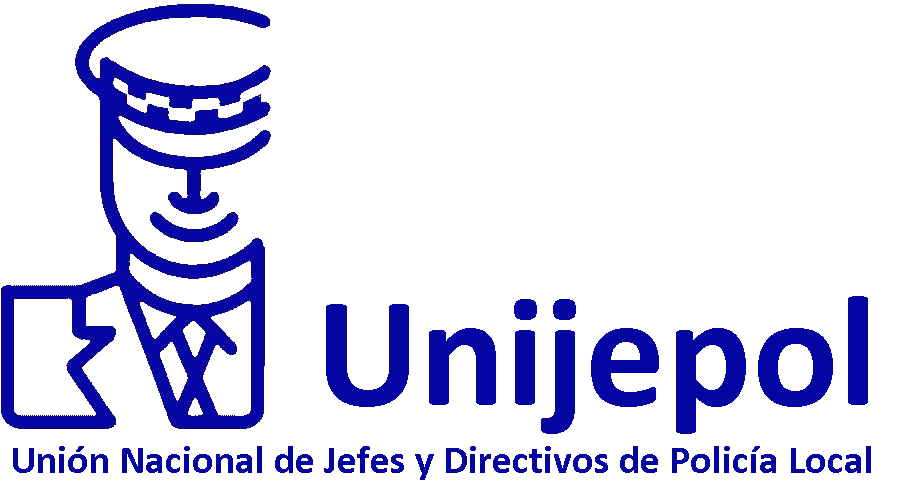 Unijepol
Unión Nacional de Jefes y Directivos de Policía Local